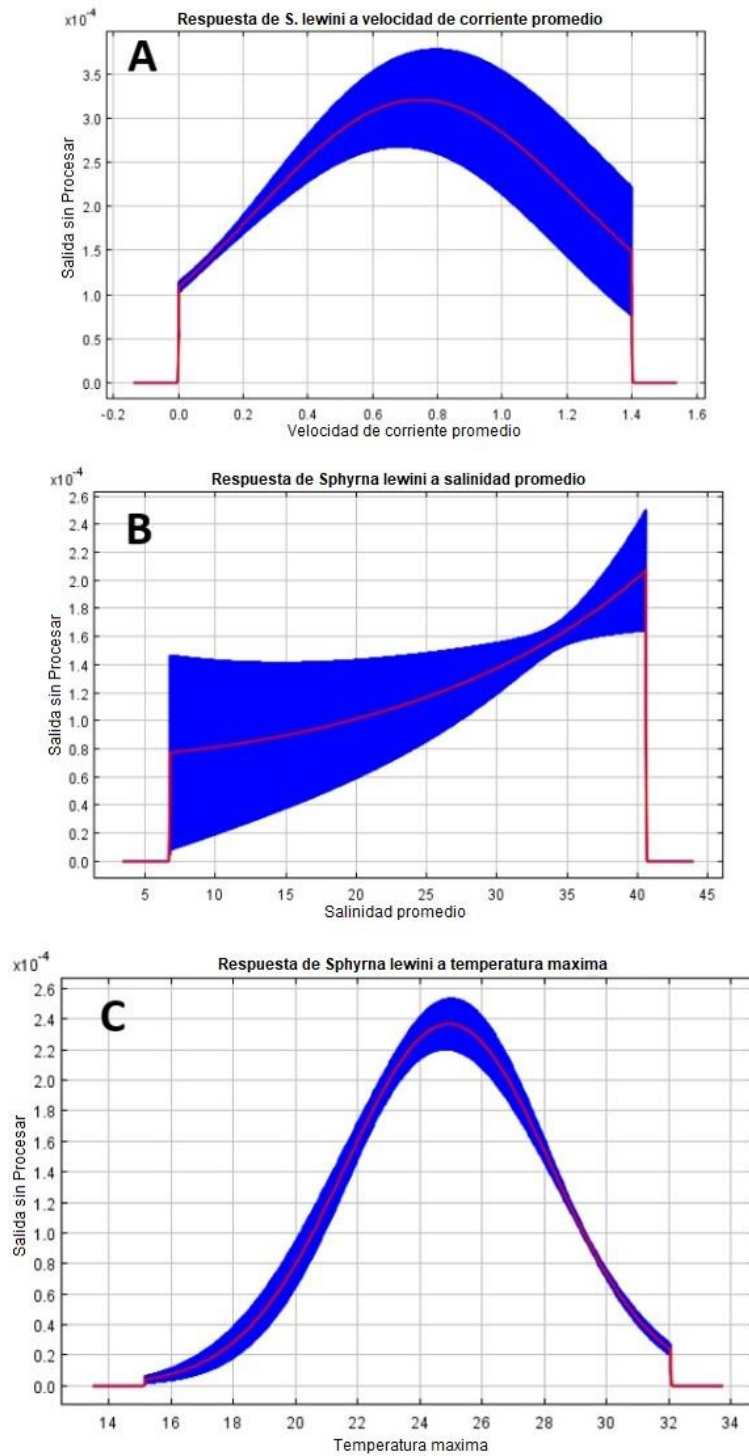 Respuesta de S. lewini a velocidad de corriente promedio
x10-4
A
3.5
3.0
2.5
2.0
1.5
1.0
0.5
0.0
Salida sin Procesar
-0.2 0.0 0.2 0.4 0.6 0.8 1.0 1.2 1.4 1.6
Velocidad de corriente promedio
Respuesta de Sphyrna lewini a salinidad promedio
x10-4
B
2.6
2.4
2.2
2.0
1.8
1.6
1.4
1.2
1.0
0.8
0.6
0.4
0.2
0.0
Salida sin Procesar
5 10 15 20 25 30 35 40 45
Salinidad promedio
Respuesta de Sphyrna lewini a temperatura maxima
x10-4
C
2.6
2.4
2.2
2.0
1.8
1.6
1.4
1.2
1.0
0.8
0.6
0.4
0.2
0.0
Salida sin Procesar
14 16 18 20 22 24 26 28 30 32 34
Temperatura maxima